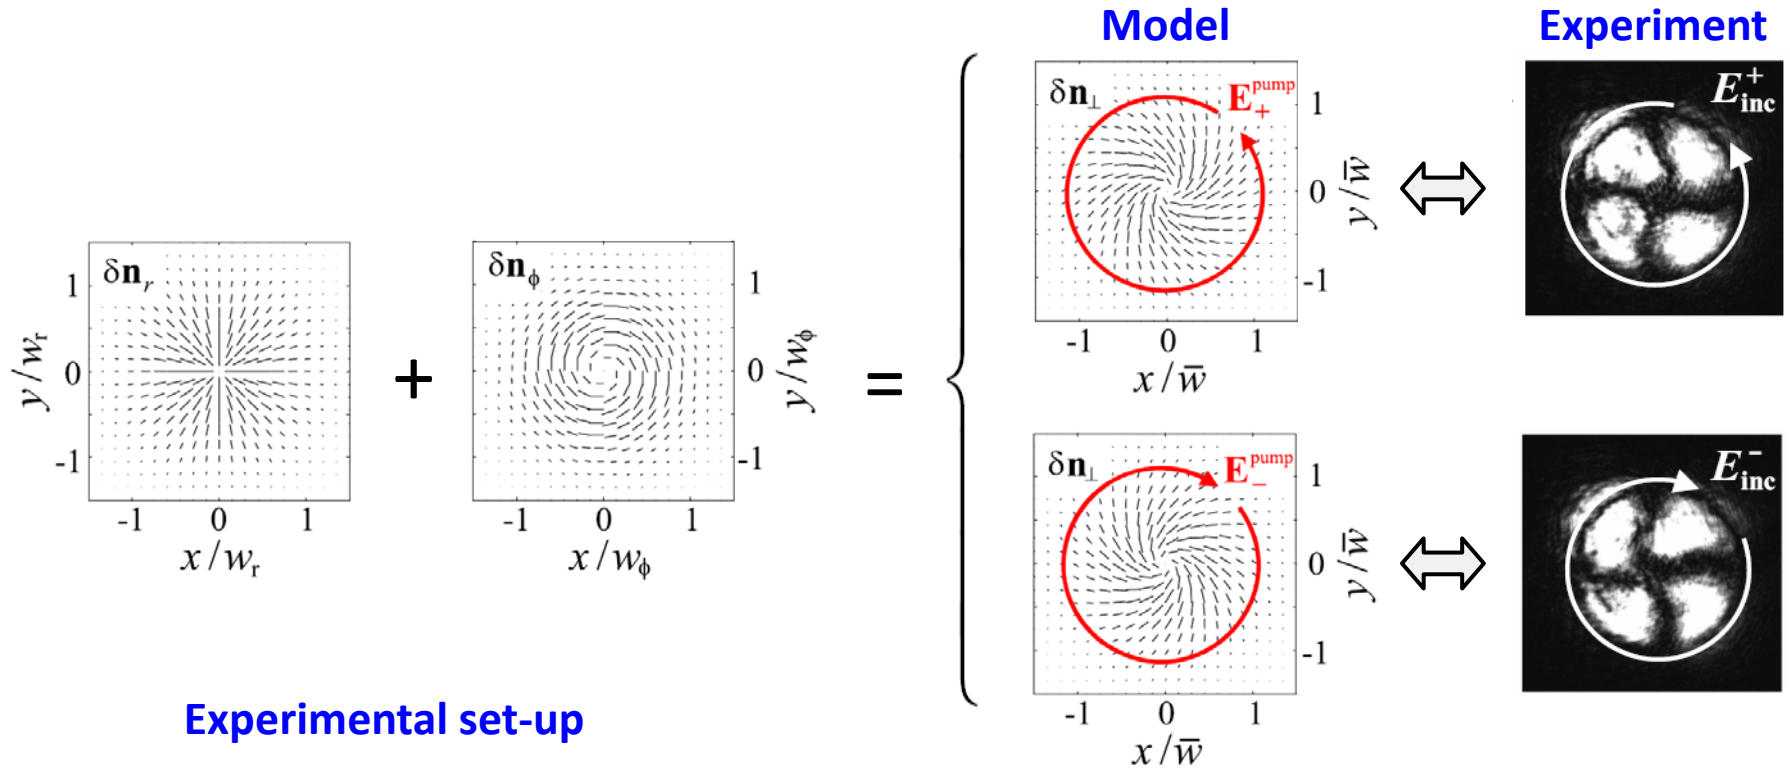 Model
Experiment
δn⊥
E₊ᵖᵘᵐᵖ
1
0
-1
y/w̅
-1 0 1
x/w̅
E⁺inc
δnᵣ
1
0
-1
y/wᵣ
-1 0 1
x/wᵣ
+
δnϕ
1
0
-1
y/wϕ
-1 0 1
x/wϕ
=
δn⊥
E₋ᵖᵘᵐᵖ
1
0
-1
y/w̅
-1 0 1
x/w̅
E⁻inc
Experimental set-up